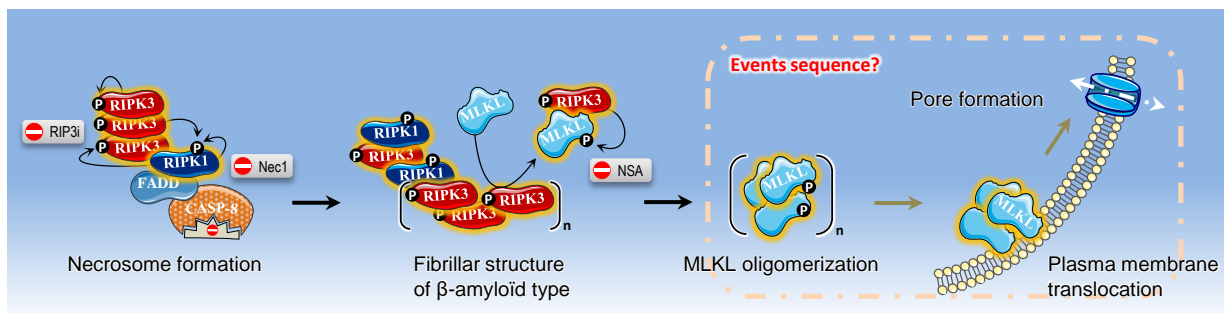 Events sequence?
P RIPK3
P RIPK3
P RIPK3
RIP3i
P
RIPK1
FADD
CASP-8
Nec1
Necrosome formation
P
RIPK1
P
RIPK3
P
RIPK1
P RIPK3
P RIPK3
P
RIPK3
n
MLKL
P RIPK3
MLKL
P
NSA
Fibrillar structure
of β-amyloïd type
MLKL
P
P
n
MLKL oligomerization
Pore formation
MLKL
Plasma membrane
translocation